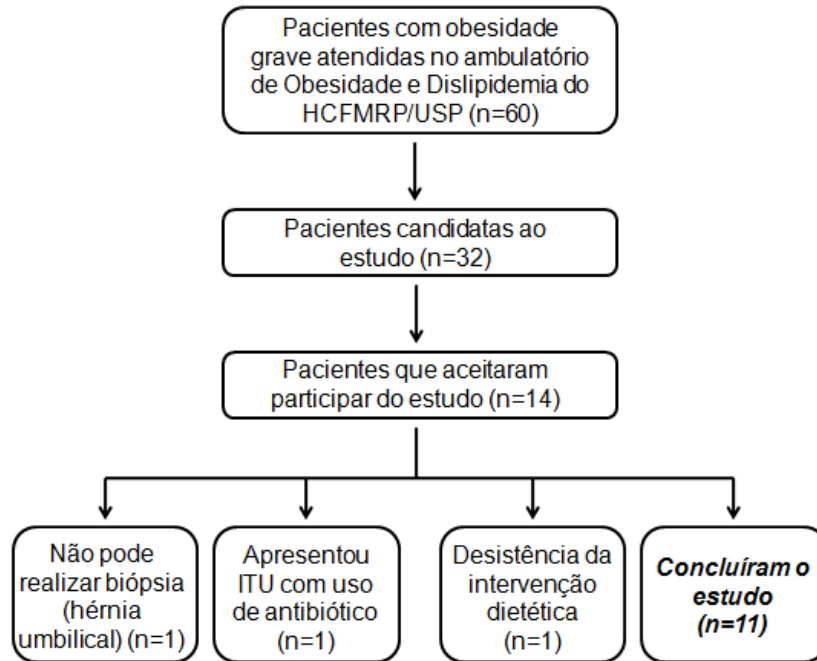 Pacientes com obesidade
grave atendidas no ambulatório
de Obesidade e Dislipidemia do
HCFMRP/USP (n=60)
Pacientes candidatas ao
estudo (n=32)
Pacientes que aceitaram
participar do estudo (n=14)
Não pode
realizar biópsia
(hérnia
umbilical) (n=1)
Apresentou
ITU com uso
de antibiótico
(n=1)
Desistência da
intervenção
dietética
(n=1)
Concluíram o
estudo
(n=11)